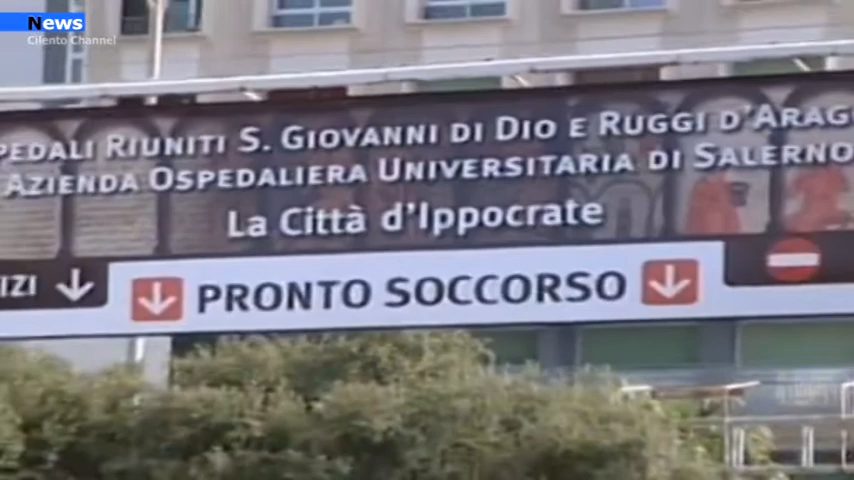 News
Cilento Channel
PEDALI RIUNITI S. GIOVANNI DI DIO E RUGGI D'ARAG
AZIENDA OSPEDALIERA UNIVERSITARIA DI SALERNO
La Città d'Ippocrate
IZI
PRONTO SOCCORSO